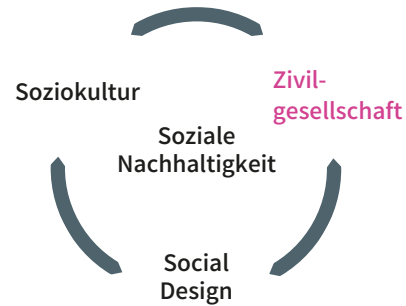 Soziokultur
Zivil-
gesellschaft
Soziale
Nachhaltigkeit
Social
Design